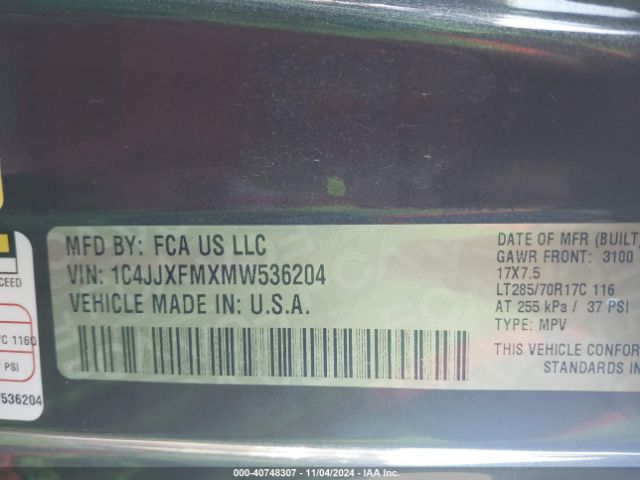 MFD BY: FCA US LLC
VIN: 1C4JJXFMXMW536204
VEHICLE MADE IN: U.S.A.
DATE OF MFR (BUILT)
GAWR FRONT: 3100
17X7.5
LT285/70R17C 116
AT 255 kPa / 37 PSI
TYPE: MPV
THIS VEHICLE CONFOR
STANDARDS IN
C 116Q
PSI
536204
000-40748307 - 11/04/2024 - IAA Inc.